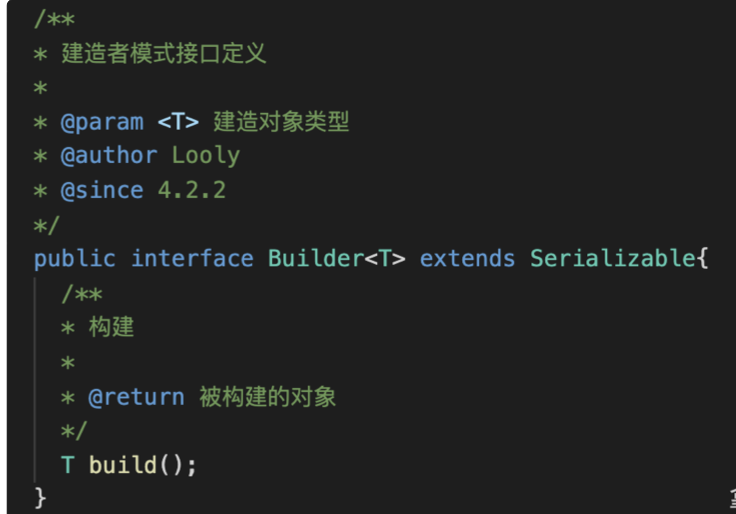 /**
* 建造者模式接口定义
*
* @param <T> 建造对象类型
* @author Looly
* @since 4.2.2
*/
public interface Builder<T> extends Serializable{
/**
* 构建
*
* @return 被构建的对象
*/
T build();
}